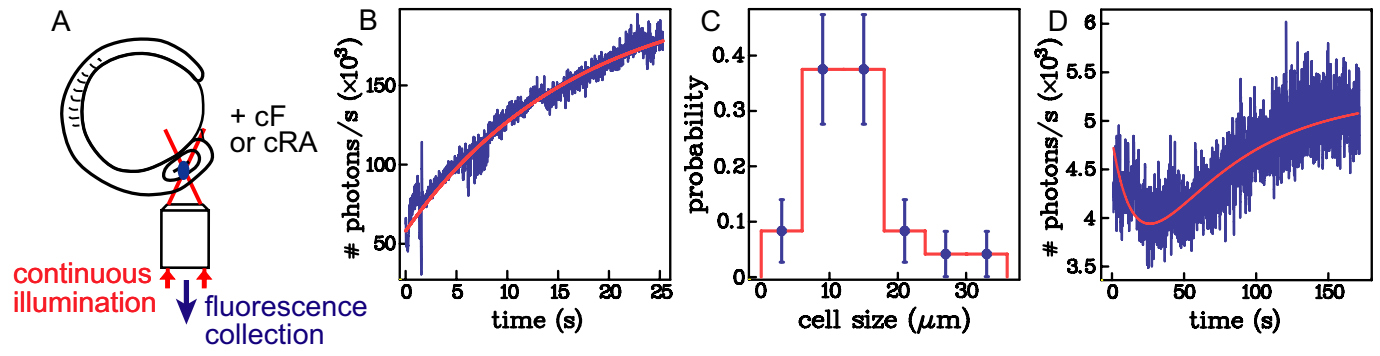 A
+ cF
or cRA
continuous
illumination
fluorescence
collection
B
# photons/s (×10³)
150
100
50
0
5
10
15
20
25
time (s)
C
probability
0.4
0.3
0.2
0.1
0
0
10
20
30
cell size (μm)
D
# photons/s (×10³)
6
5.5
5
4.5
4
3.5
0
50
100
150
time (s)